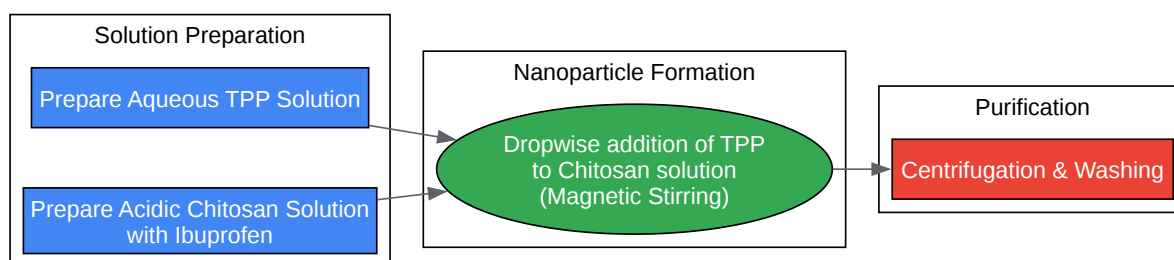 Solution Preparation
Prepare Aqueous TPP Solution
Prepare Acidic Chitosan Solution
with Ibuprofen
Nanoparticle Formation
Dropwise addition of TPP
to Chitosan solution
(Magnetic Stirring)
Purification
Centrifugation & Washing